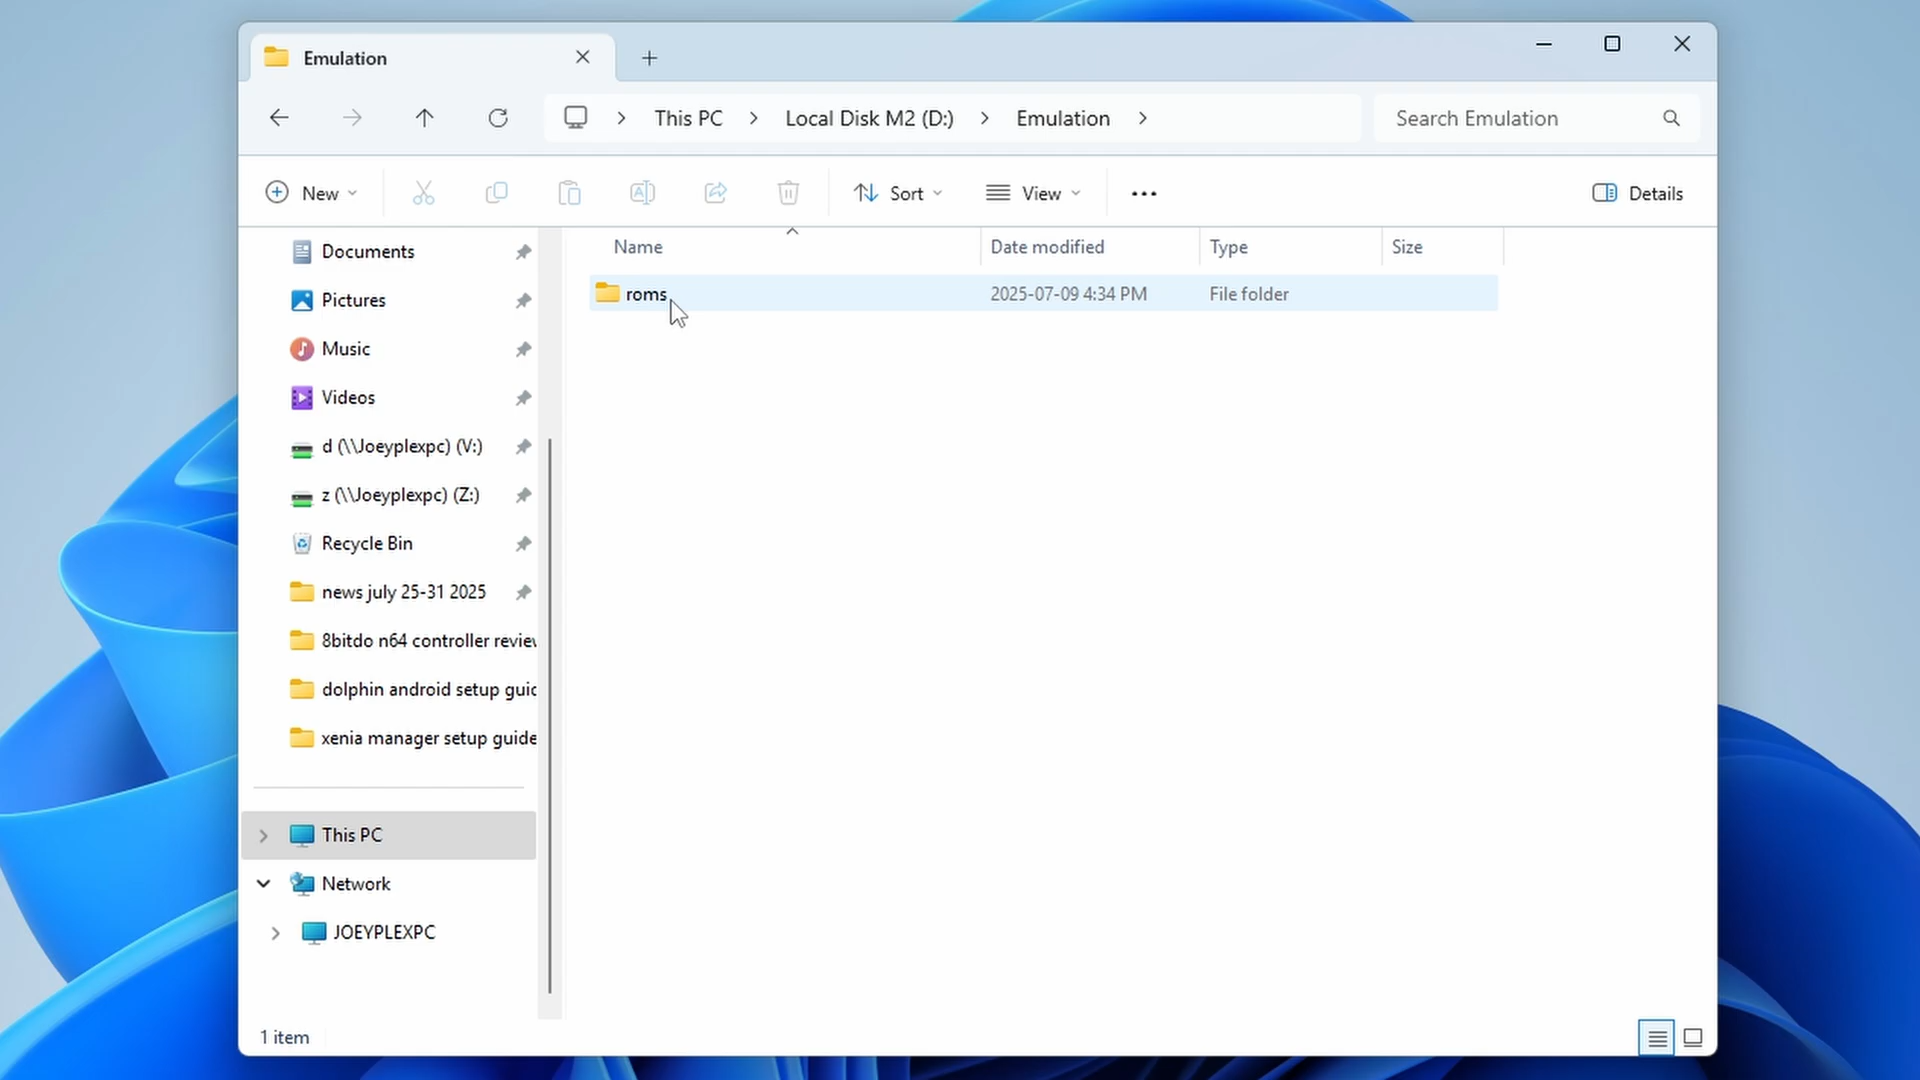 Emulation
This PC > Local Disk M2 (D:) > Emulation >
Search Emulation
New
Sort
View
Details
Name
Date modified
Type
Size
roms
2025-07-09 4:34 PM
File folder
Documents
Pictures
Music
Videos
d (\\Joeyplexpc) (V:)
z (\\Joeyplexpc) (Z:)
Recycle Bin
news july 25-31 2025
8bitdo n64 controller review
dolphin android setup guid
xenia manager setup guide
This PC
Network
JOEYPLEXPC
1 item